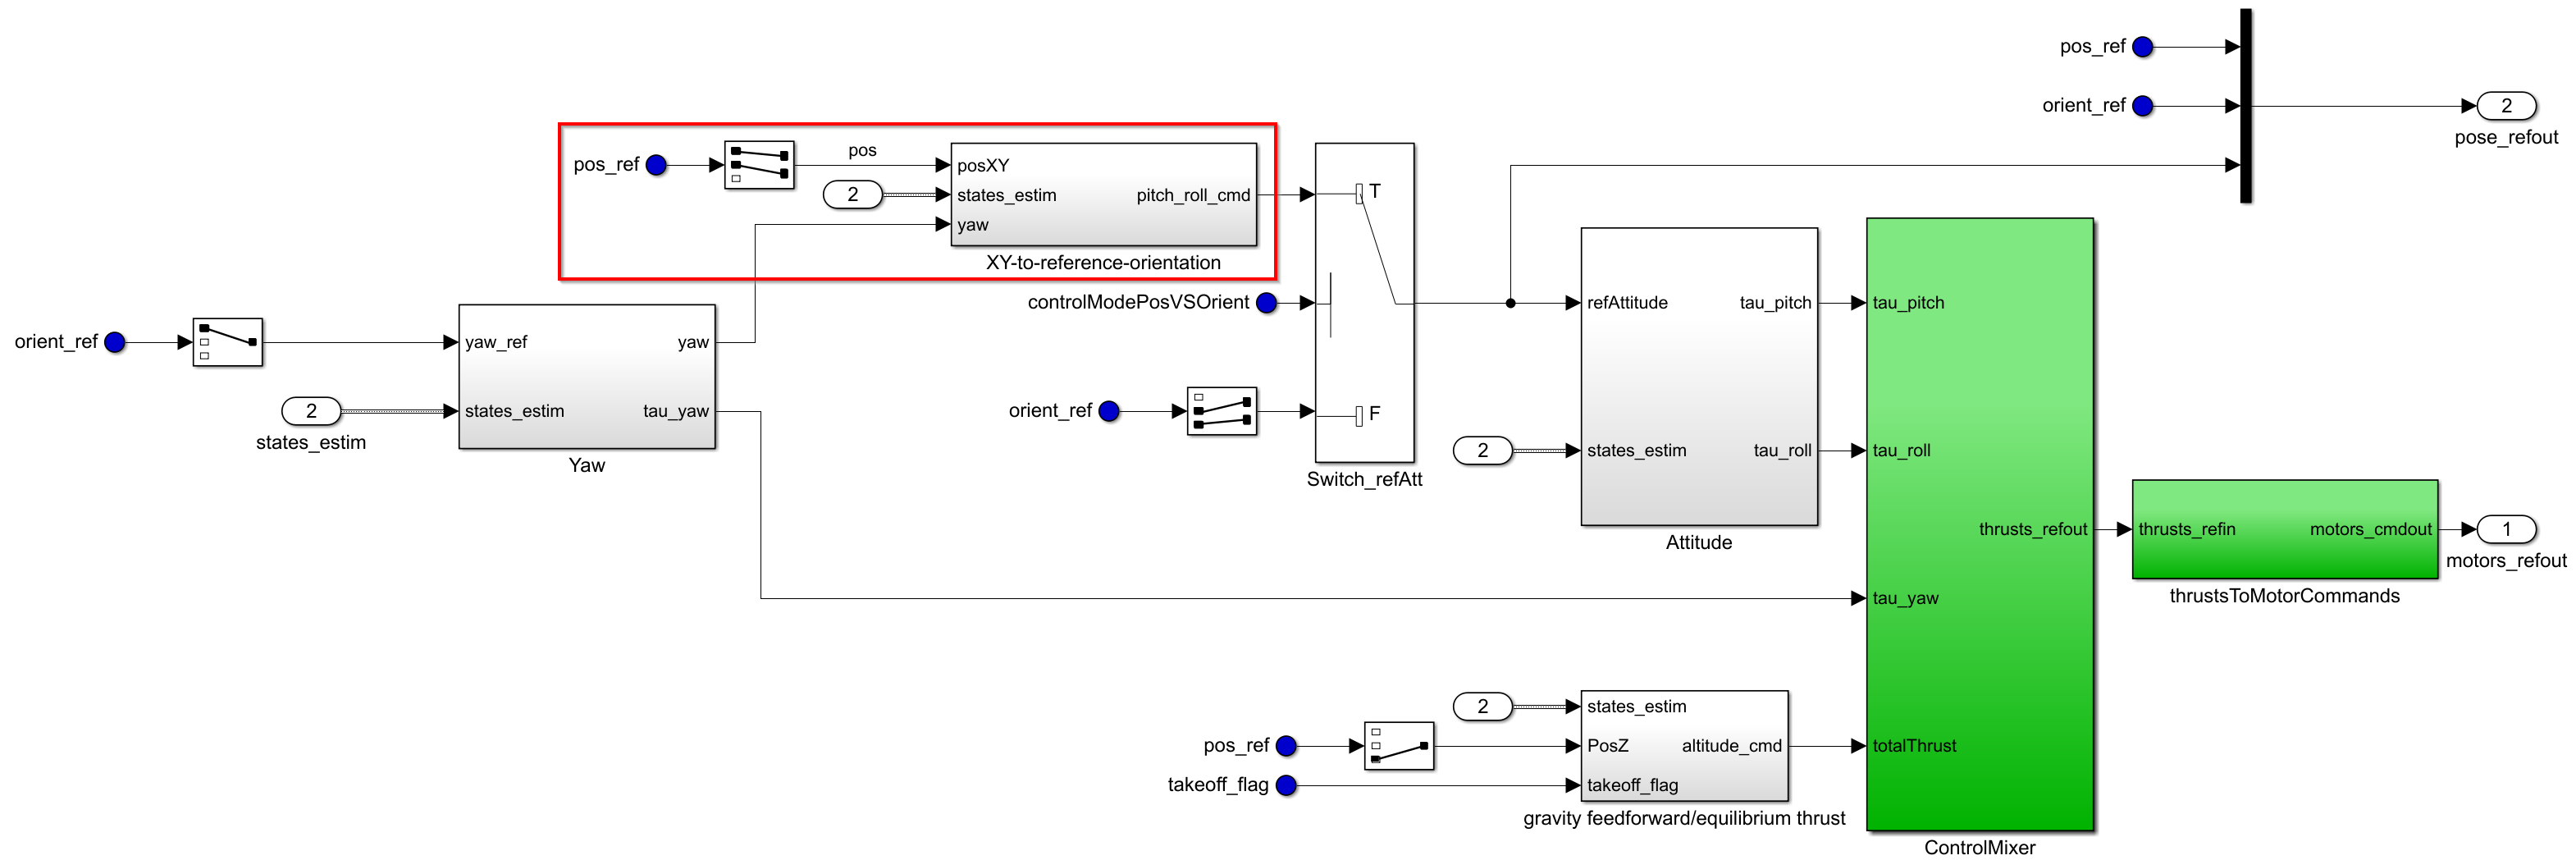 pos_ref
orient_ref
2
pose_refout
pos_ref
pos
2
posXY
states_estim
yaw
pitch_roll_cmd
XY-to-reference-orientation
T
controlModePosVSOrient
orient_ref
F
Switch_refAtt
orient_ref
2
states_estim
yaw_ref
states_estim
yaw
tau_yaw
Yaw
2
refAttitude
states_estim
tau_pitch
tau_roll
Attitude
tau_pitch
tau_roll
tau_yaw
totalThrust
thrusts_refout
ControlMixer
thrusts_refin
motors_cmdout
thrustsToMotorCommands
1
motors_refout
2
pos_ref
takeoff_flag
states_estim
PosZ
takeoff_flag
altitude_cmd
gravity feedforward/equilibrium thrust